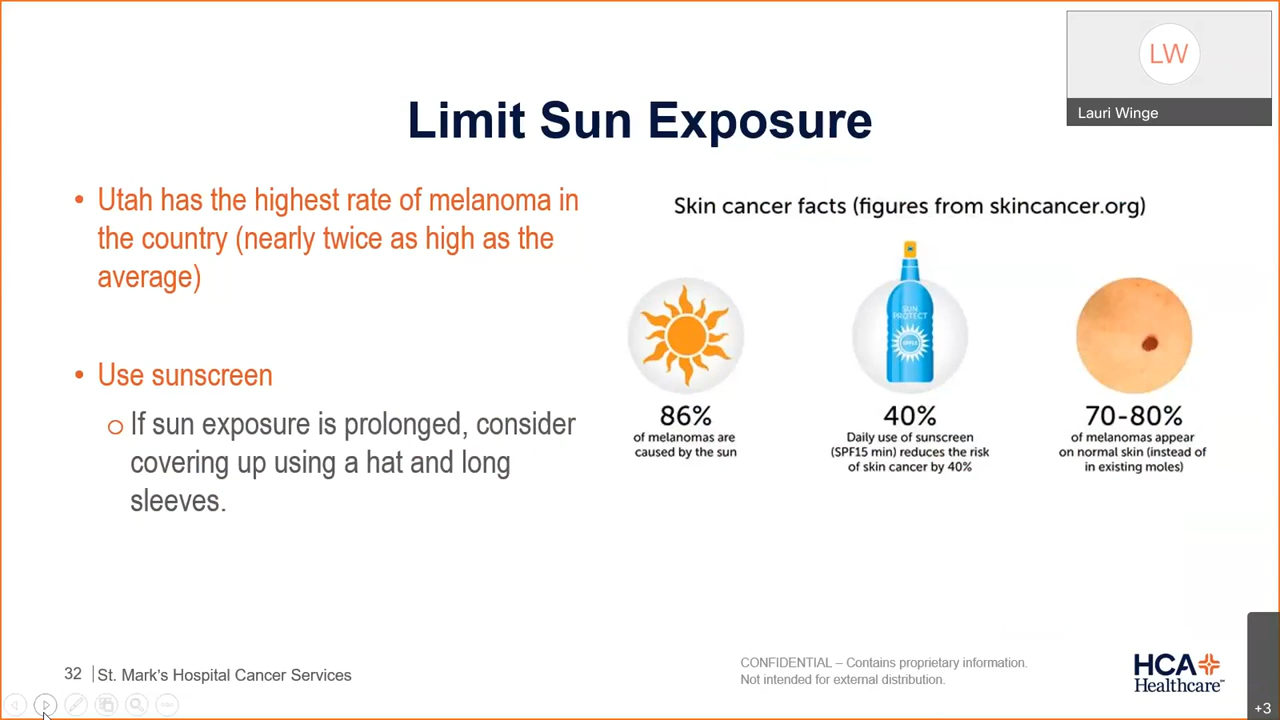 LW
Lauri Winge
Limit Sun Exposure
• Utah has the highest rate of melanoma in
the country (nearly twice as high as the
average)
• Use sunscreen
o If sun exposure is prolonged, consider
covering up using a hat and long
sleeves.
Skin cancer facts (figures from skincancer.org)
SUN
PROTECT
86%
of melanomas are
caused by the sun
40%
Daily use of sunscreen
(SPF15 min) reduces the risk
of skin cancer by 40%
70-80%
of melanomas appear
on normal skin (instead of
in existing moles)
32 | St. Mark's Hospital Cancer Services
CONFIDENTIAL – Contains proprietary information.
Not intended for external distribution.
HCA
Healthcare™
+3